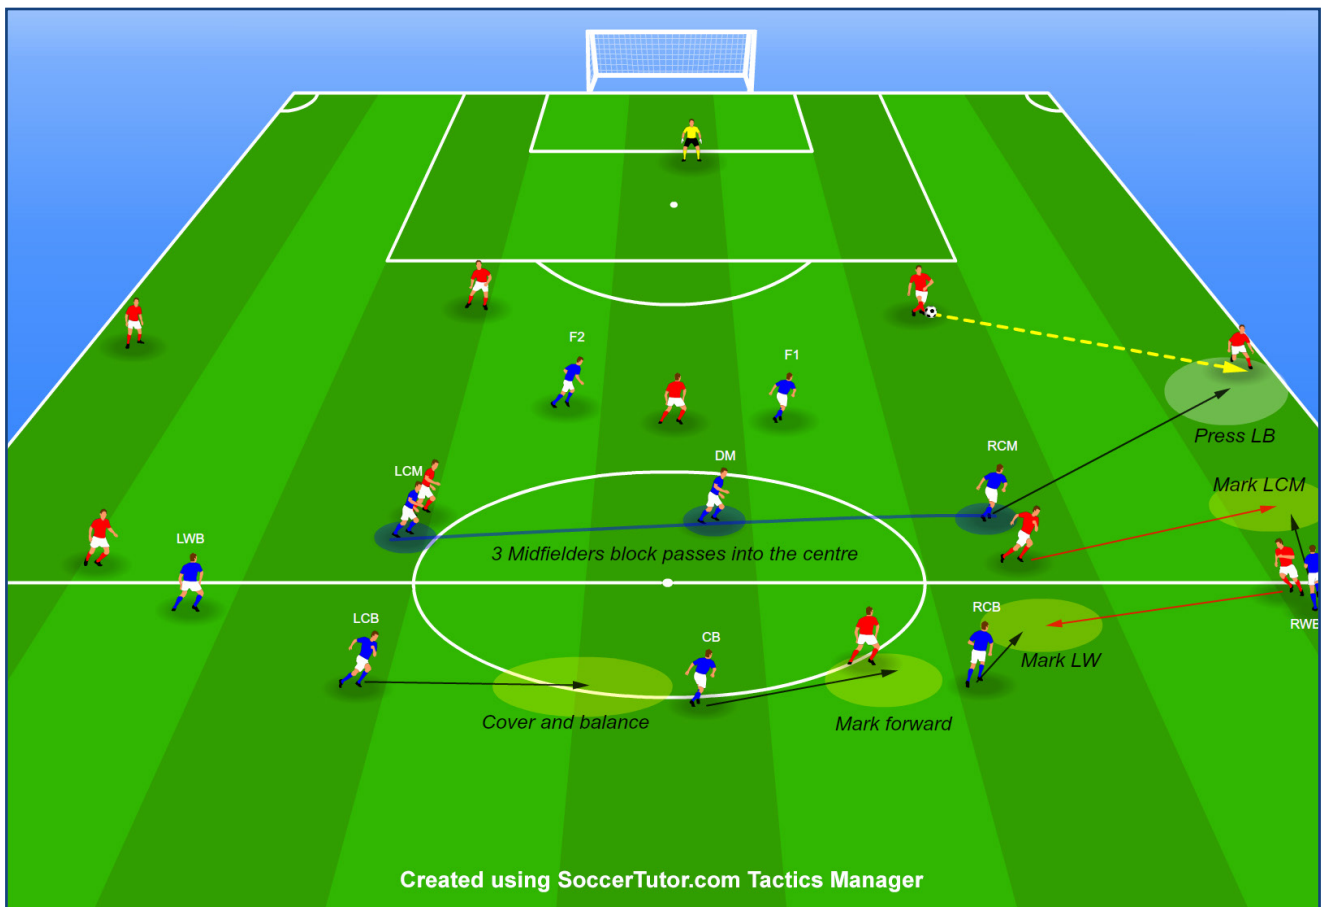 F2
F1
Press LB
LCM
DM
RCM
Mark LCM
LWB
3 Midfielders block passes into the centre
LCB
CB
RCB
RWB
Mark LW
Cover and balance
Mark forward
Created using SoccerTutor.com Tactics Manager